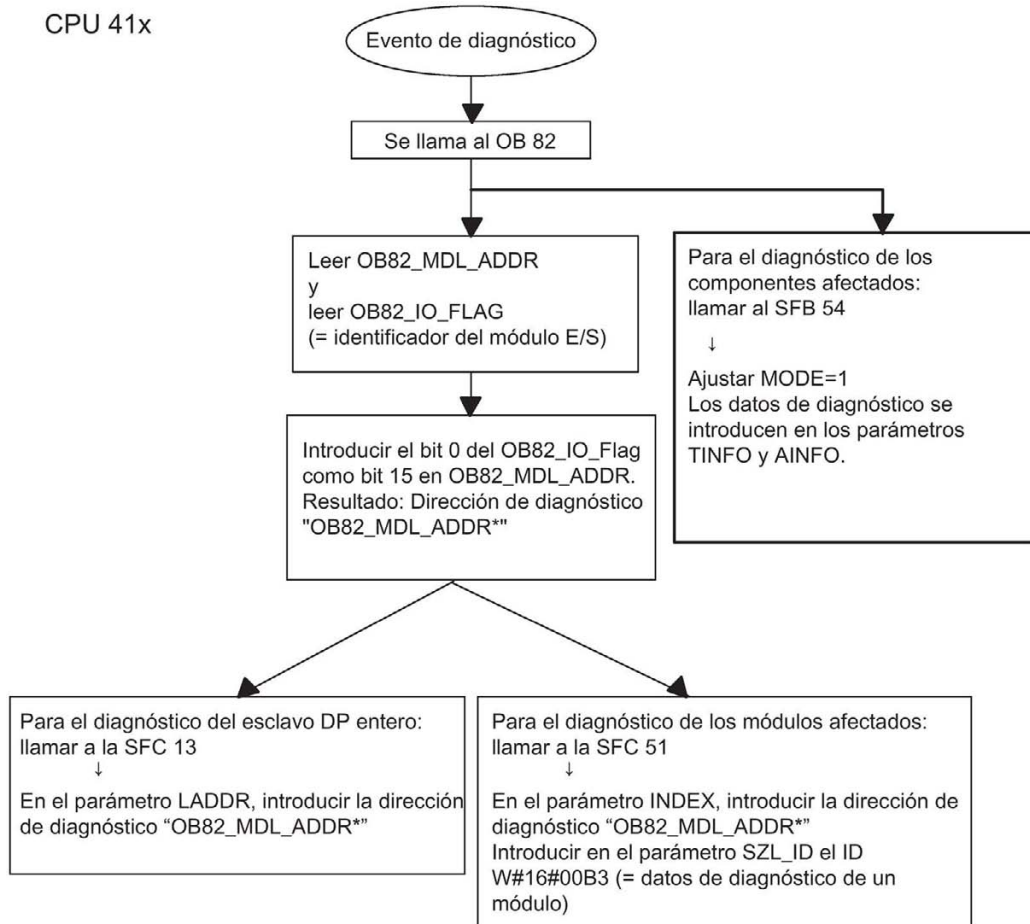 CPU 41x
Evento de diagnóstico
Se llama al OB 82
Leer OB82_MDL_ADDR
y
leer OB82_IO_FLAG
(= identificador del módulo E/S)
Para el diagnóstico de los
componentes afectados:
llamar al SFB 54
↓
Ajustar MODE=1
Los datos de diagnóstico se
introducen en los parámetros
TINFO y AINFO.
Introducir el bit 0 del OB82_IO_Flag
como bit 15 en OB82_MDL_ADDR.
Resultado: Dirección de diagnóstico
"OB82_MDL_ADDR*"
Para el diagnóstico del esclavo DP entero:
llamar a la SFC 13
↓
En el parámetro LADDR, introducir la dirección
de diagnóstico “OB82_MDL_ADDR*”
Para el diagnóstico de los módulos afectados:
llamar a la SFC 51
↓
En el parámetro INDEX, introducir la dirección de
diagnóstico “OB82_MDL_ADDR*”
Introducir en el parámetro SZL_ID el ID
W#16#00B3 (= datos de diagnóstico de un
módulo)